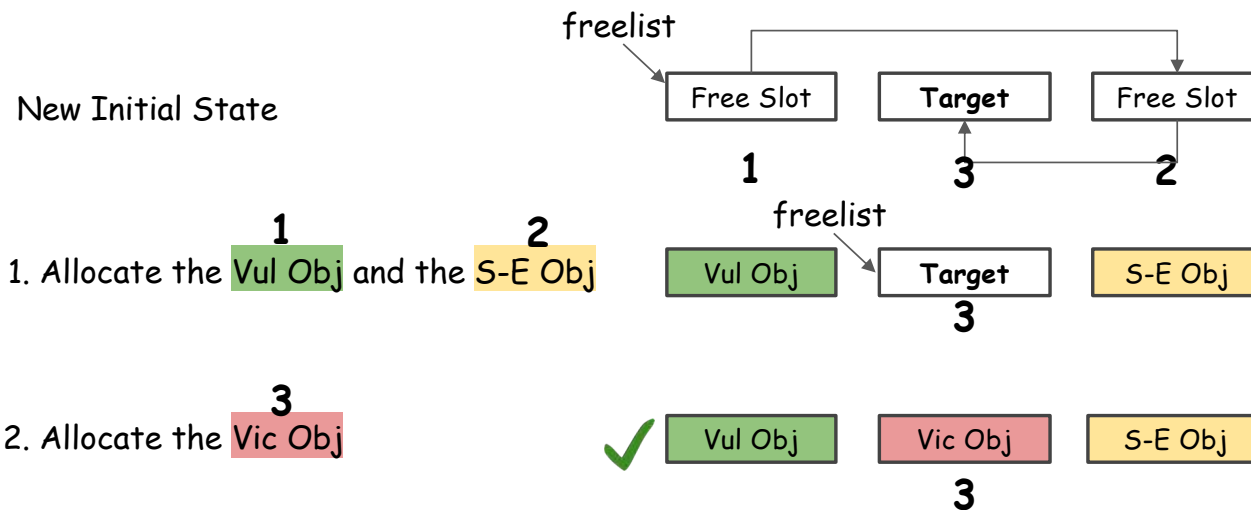 freelist
New Initial State
Free Slot Target Free Slot
1 3 2
1 2
freelist
1. Allocate the Vul Obj and the S-E Obj
Vul Obj Target S-E Obj
3
3
2. Allocate the Vic Obj
Vul Obj Vic Obj S-E Obj
3